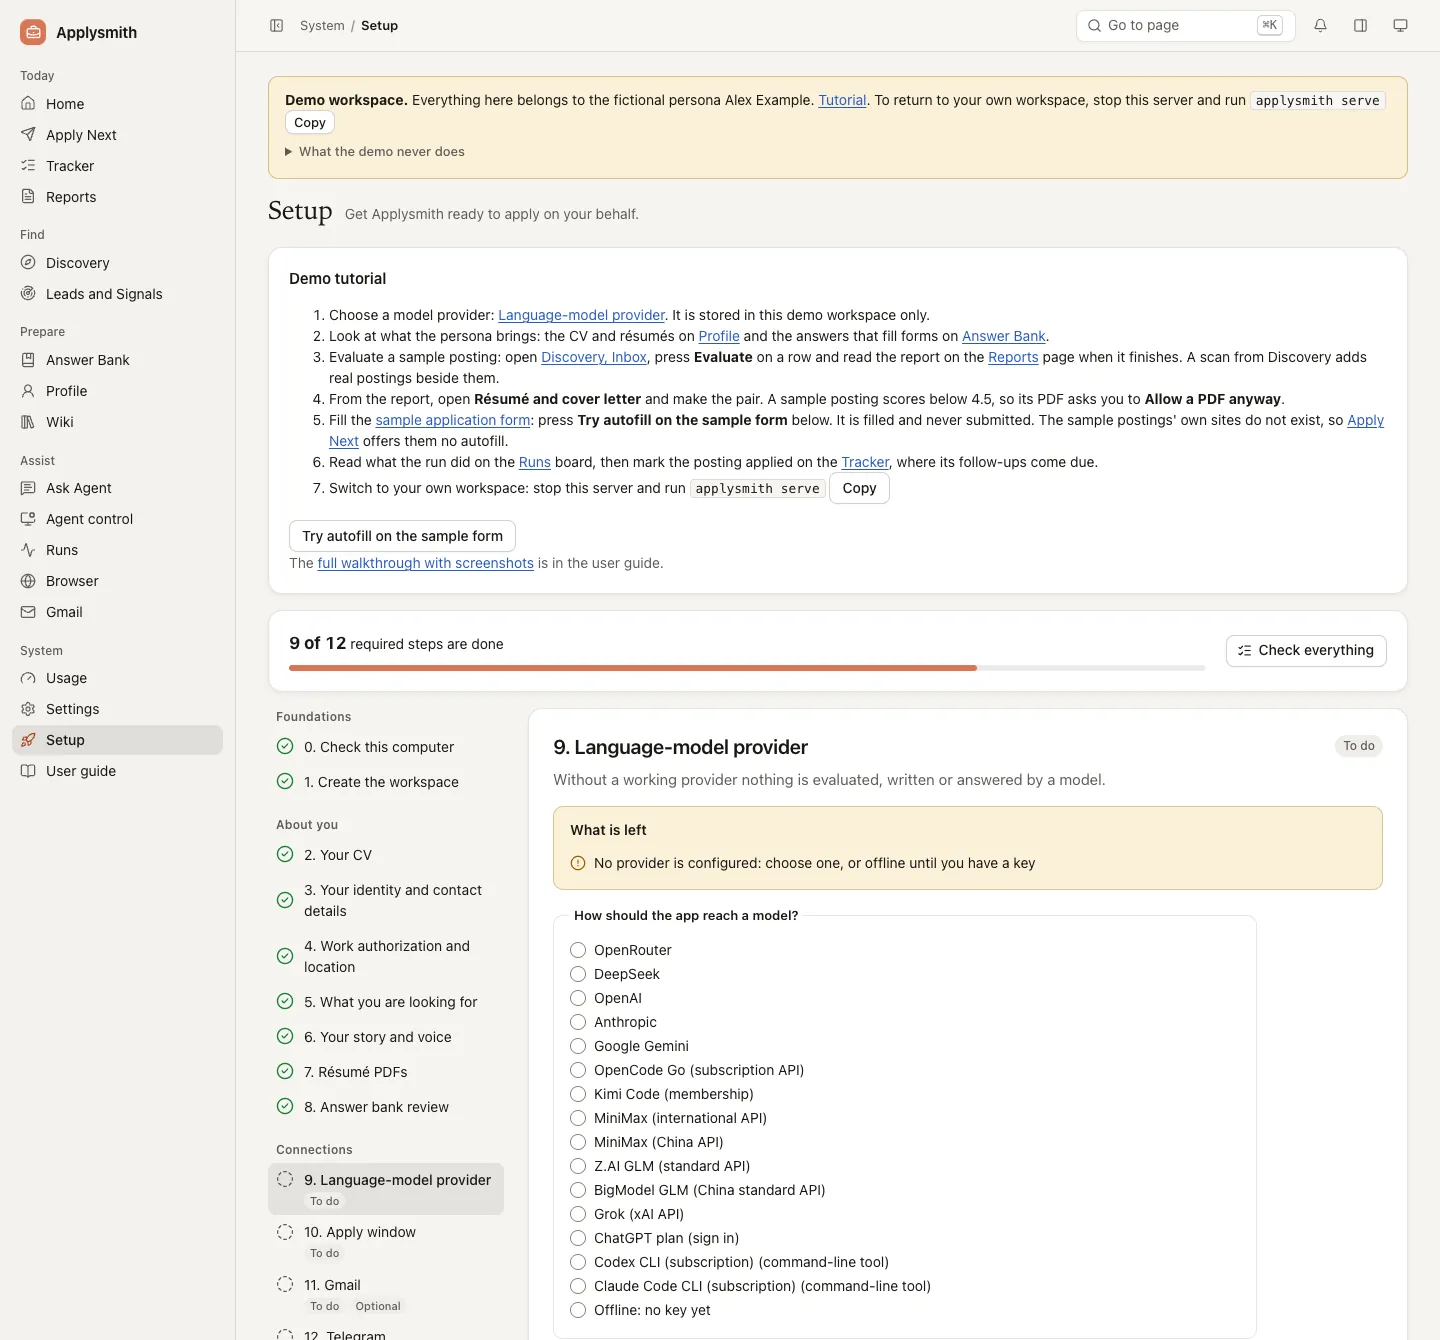 Applysmith
Today
Home
Apply Next
Tracker
Reports
Find
Discovery
Leads and Signals
Prepare
Answer Bank
Profile
Wiki
Assist
Ask Agent
Agent control
Runs
Browser
Gmail
System
Usage
Settings
Setup
User guide
System / Setup
Go to page ⌘K
Demo workspace. Everything here belongs to the fictional persona Alex Example. Tutorial. To return to your own workspace, stop this server and run applysmith serve
Copy
What the demo never does
Setup Get Applysmith ready to apply on your behalf.
Demo tutorial
1. Choose a model provider: Language-model provider. It is stored in this demo workspace only.
2. Look at what the persona brings: the CV and résumés on Profile and the answers that fill forms on Answer Bank.
3. Evaluate a sample posting: open Discovery, Inbox, press Evaluate on a row and read the report on the Reports page when it finishes. A scan from Discovery adds
real postings beside them.
4. From the report, open Résumé and cover letter and make the pair. A sample posting scores below 4.5, so its PDF asks you to Allow a PDF anyway.
5. Fill the sample application form: press Try autofill on the sample form below. It is filled and never submitted. The sample postings' own sites do not exist, so Apply
Next offers them no autofill.
6. Read what the run did on the Runs board, then mark the posting applied on the Tracker, where its follow-ups come due.
7. Switch to your own workspace: stop this server and run applysmith serve Copy
Try autofill on the sample form
The full walkthrough with screenshots is in the user guide.
9 of 12 required steps are done
Check everything
Foundations
0. Check this computer
1. Create the workspace
About you
2. Your CV
3. Your identity and contact
details
4. Work authorization and
location
5. What you are looking for
6. Your story and voice
7. Résumé PDFs
8. Answer bank review
Connections
9. Language-model provider
To do
10. Apply window
To do
11. Gmail
To do Optional
12. Telegram
9. Language-model provider
To do
Without a working provider nothing is evaluated, written or answered by a model.
What is left
No provider is configured: choose one, or offline until you have a key
How should the app reach a model?
OpenRouter
DeepSeek
OpenAI
Anthropic
Google Gemini
OpenCode Go (subscription API)
Kimi Code (membership)
MiniMax (international API)
MiniMax (China API)
Z.AI GLM (standard API)
BigModel GLM (China standard API)
Grok (xAI API)
ChatGPT plan (sign in)
Codex CLI (subscription) (command-line tool)
Claude Code CLI (subscription) (command-line tool)
Offline: no key yet